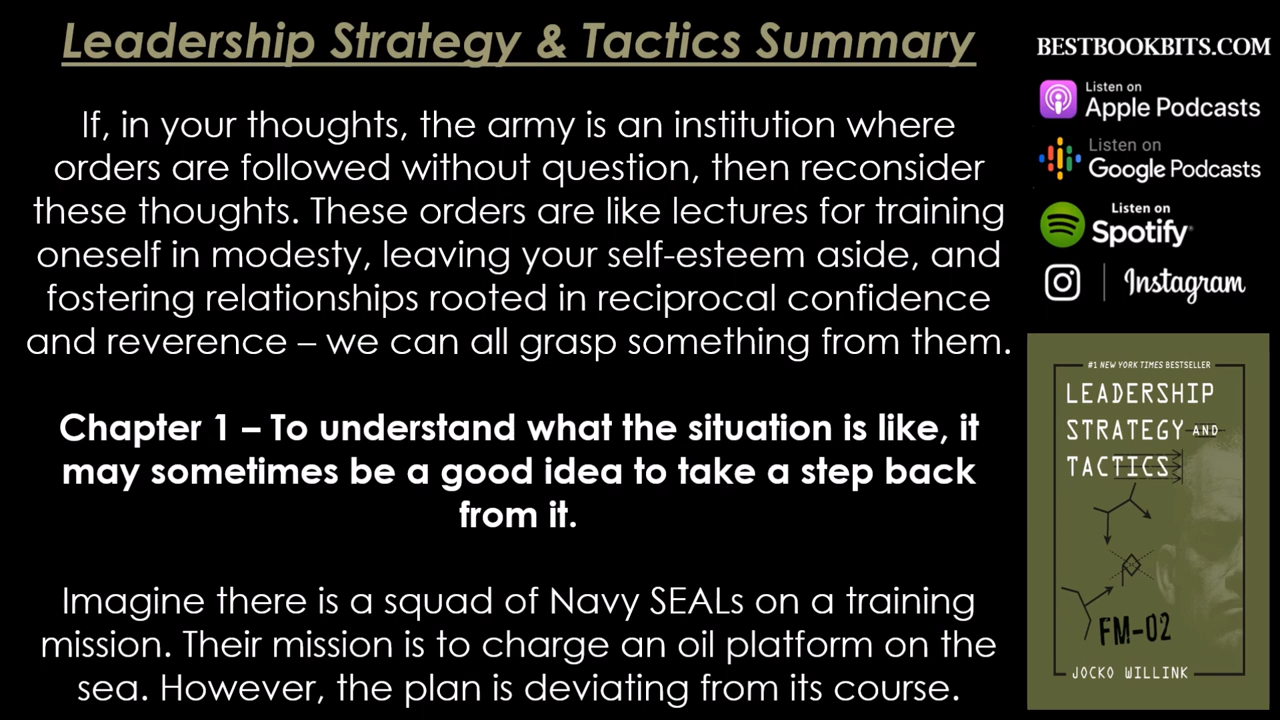 Leadership Strategy & Tactics Summary
If, in your thoughts, the army is an institution where
orders are followed without question, then reconsider
these thoughts. These orders are like lectures for training
oneself in modesty, leaving your self-esteem aside, and
fostering relationships rooted in reciprocal confidence
and reverence – we can all grasp something from them.
Chapter 1 – To understand what the situation is like, it
may sometimes be a good idea to take a step back
from it.
Imagine there is a squad of Navy SEALs on a training
mission. Their mission is to charge an oil platform on the
sea. However, the plan is deviating from its course.
BESTBOOKBITS.COM
Listen on
Apple Podcasts
Listen on
Google Podcasts
Listen on
Spotify
Instagram
#1 NEW YORK TIMES BESTSELLER
LEADERSHIP
STRATEGY AND
TACTICS
FM-02
JOCKO WILLINK